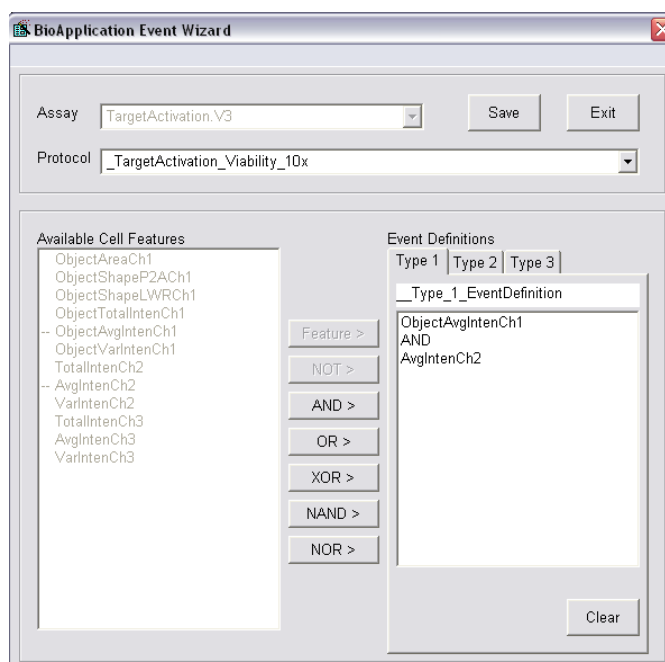 BioApplication Event Wizard
Assay
TargetActivation.V3
Save
Exit
Protocol
_TargetActivation_Viability_10x
Available Cell Features
ObjectAreaCh1
ObjectShapeP2ACh1
ObjectShapeLWRCh1
ObjectTotalIntenCh1
-- ObjectAvgIntenCh1
ObjectVarIntenCh1
TotalIntenCh2
-- AvgIntenCh2
VarIntenCh2
TotalIntenCh3
AvgIntenCh3
VarIntenCh3
Feature >
NOT >
AND >
OR >
XOR >
NAND >
NOR >
Event Definitions
Type 1 Type 2 Type 3
__Type_1_EventDefinition
ObjectAvgIntenCh1
AND
AvgIntenCh2
Clear